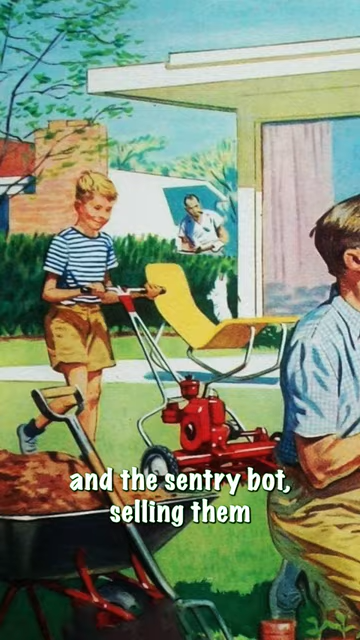 and the sentry bot,
selling them